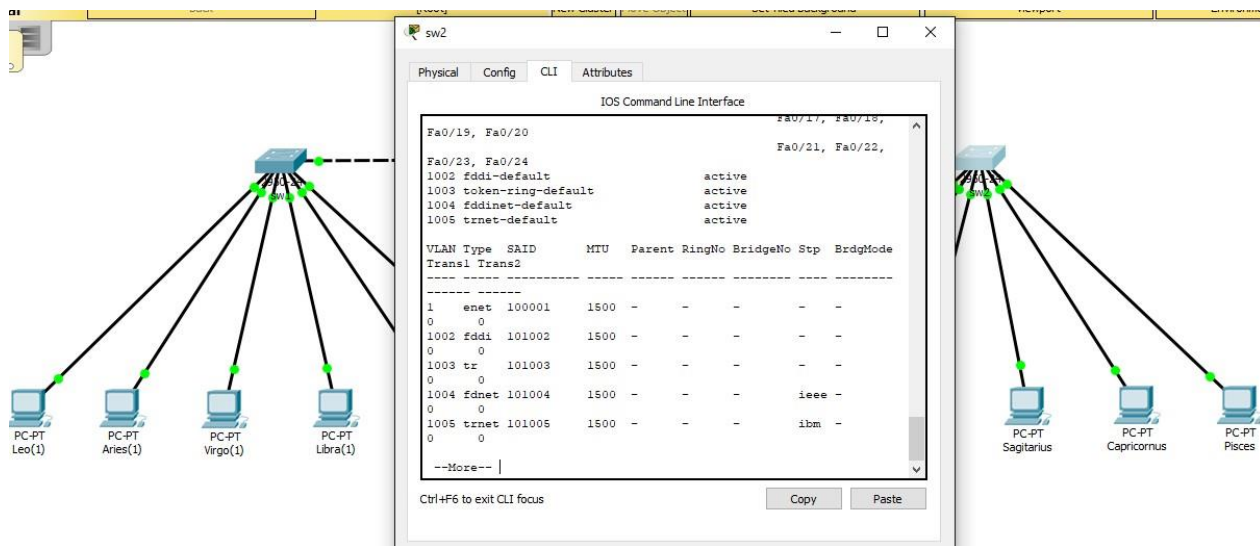 sw2
Physical Config CLI Attributes
IOS Command Line Interface
Fa0/17, Fa0/18,
Fa0/19, Fa0/20
Fa0/21, Fa0/22,
Fa0/23, Fa0/24
1002 fddi-default active
1003 token-ring-default active
1004 fddinet-default active
1005 trnet-default active
VLAN Type SAID MTU Parent RingNo BridgeNo Stp BrdgMode
Trans1 Trans2
---- ----- ---------- ----- ------ ------ -------- ---- --------
------ ------
1 enet 100001 1500 - - - - -
0 0
1002 fddi 101002 1500 - - - - -
0 0
1003 tr 101003 1500 - - - - -
0 0
1004 fdnet 101004 1500 - - - ieee -
0 0
1005 trnet 101005 1500 - - - ibm -
0 0
--More--
Ctrl+F6 to exit CLI focus
Copy Paste
sw1
sw2
PC-PT
Leo(1)
PC-PT
Aries(1)
PC-PT
Virgo(1)
PC-PT
Libra(1)
PC-PT
Sagitarius
PC-PT
Capricornus
PC-PT
Pisces